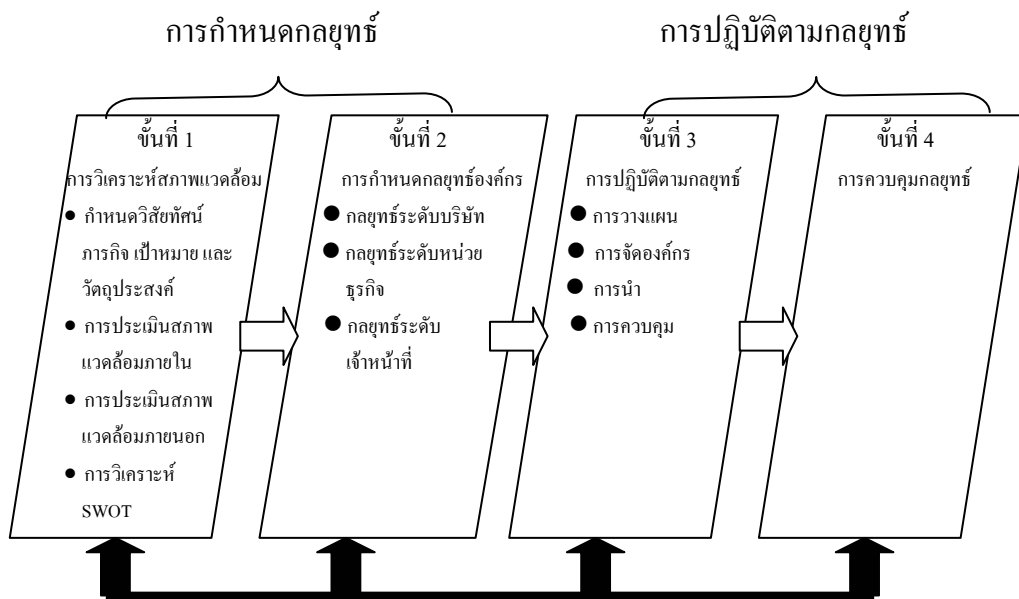 การกำหนดกลยุทธ์
การปฏิบัติตามกลยุทธ์
ขั้นที่ 1
การวิเคราะห์สภาพแวดล้อม
● กำหนดวิสัยทัศน์
ภารกิจ เป้าหมาย และ
วัตถุประสงค์
● การประเมินสภาพ
แวดล้อมภายใน
● การประเมินสภาพ
แวดล้อมภายนอก
● การวิเคราะห์
SWOT
ขั้นที่ 2
การกำหนดกลยุทธ์องค์กร
● กลยุทธ์ระดับบริษัท
● กลยุทธ์ระดับหน่วย
ธุรกิจ
● กลยุทธ์ระดับ
เจ้าหน้าที่
ขั้นที่ 3
การปฏิบัติตามกลยุทธ์
● การวางแผน
● การจัดองค์กร
● การนำ
● การควบคุม
ขั้นที่ 4
การควบคุมกลยุทธ์